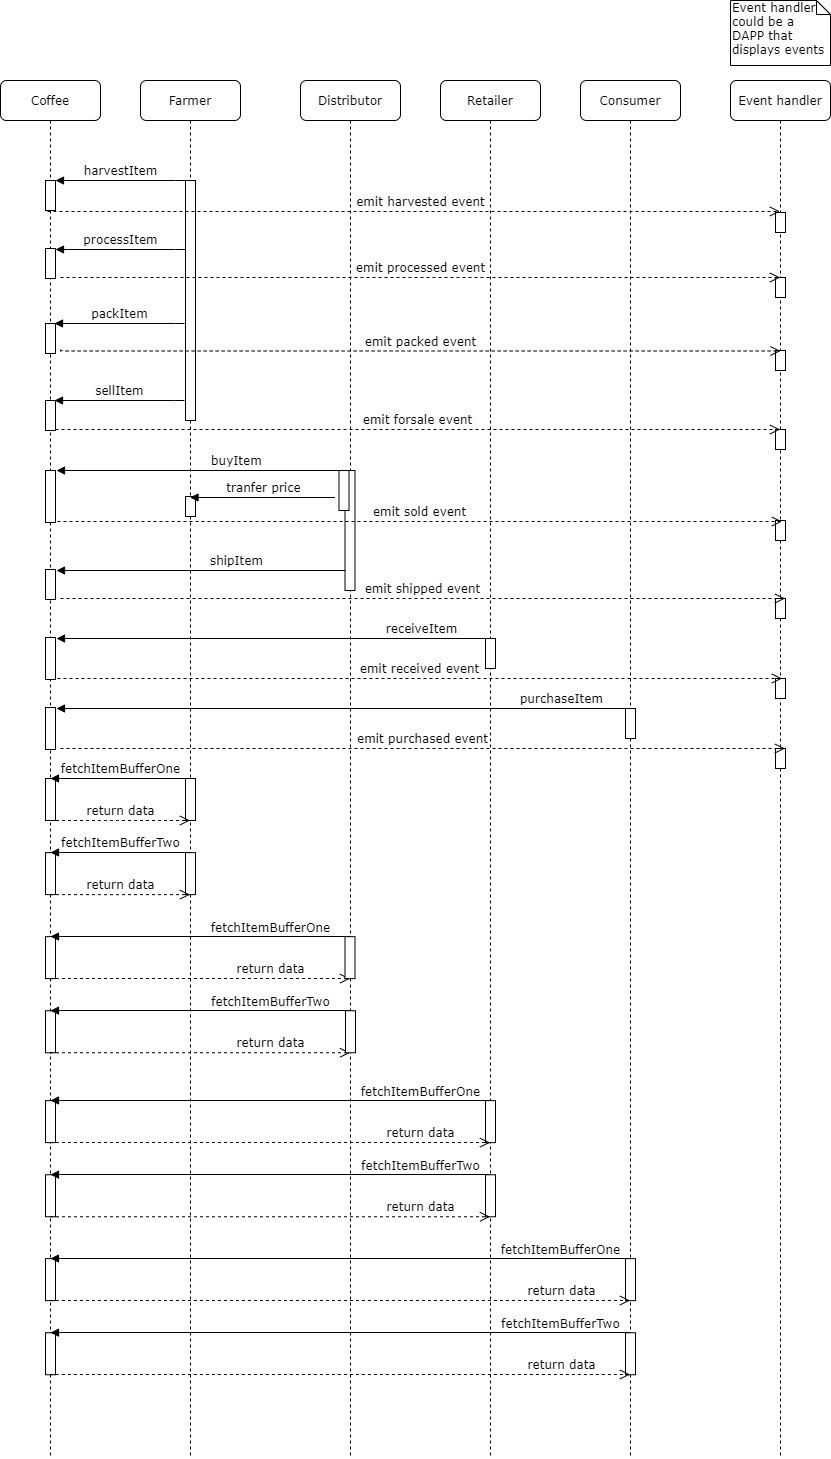 Event handler
could be a
DAPP that
displays events
Coffee
Farmer
Distributor
Retailer
Consumer
Event handler
harvestItem
emit harvested event
processItem
emit processed event
packItem
emit packed event
sellItem
emit forsale event
buyItem
tranfer price
emit sold event
shipItem
emit shipped event
receiveItem
emit received event
purchaseItem
emit purchased event
fetchItemBufferOne
return data
fetchItemBufferTwo
return data
fetchItemBufferOne
return data
fetchItemBufferTwo
return data
fetchItemBufferOne
return data
fetchItemBufferTwo
return data
fetchItemBufferOne
return data
fetchItemBufferTwo
return data